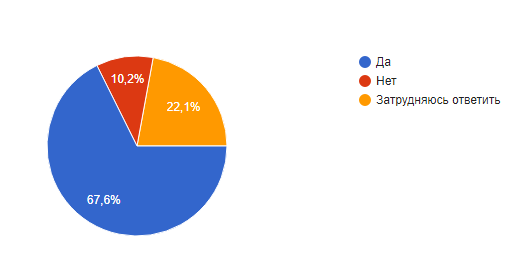 Да
10,2%
Нет
Затрудняюсь ответить
22,1%
67,6%